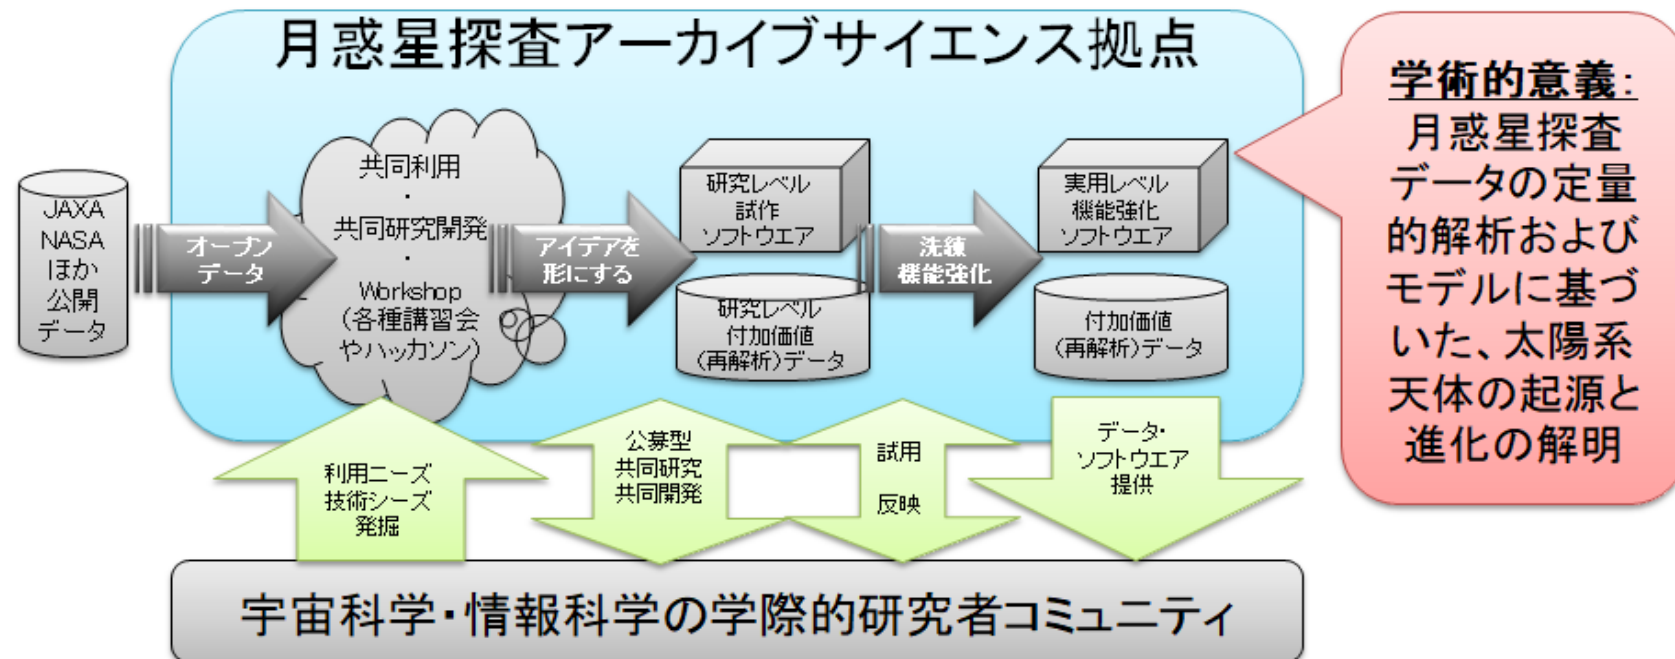 月惑星探査アーカイブサイエンス拠点
JAXA
NASA
ほか
公開
データ
オープン
データ
共同利用
・
共同研究開発
・
Workshop
（各種講習会
やハッカソン）
アイデアを
形にする
研究レベル
試作
ソフトウエア
研究レベル
付加価値
（再解析）データ
洗練
機能強化
実用レベル
機能強化
ソフトウエア
付加価値
（再解析）データ
学術的意義：
月惑星探査
データの定量
的解析および
モデルに基づ
いた、太陽系
天体の起源と
進化の解明
利用ニーズ
技術シーズ
発掘
公募型
共同研究
共同開発
試用
反映
データ・
ソフトウエア
提供
宇宙科学・情報科学の学際的研究者コミュニティ